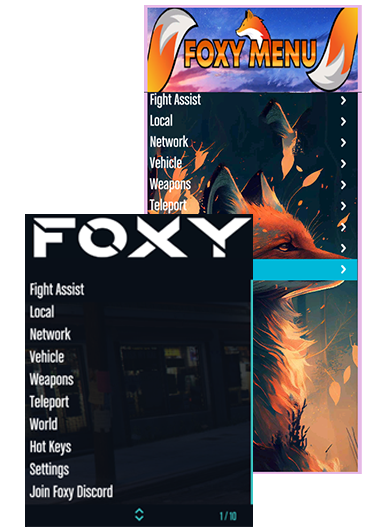 FOXY MENU
Fight Assist
Local
Network
Vehicle
Weapons
Teleport
FOXY
Fight Assist
Local
Network
Vehicle
Weapons
Teleport
World
Hot Keys
Settings
Join Foxy Discord
1 / 10